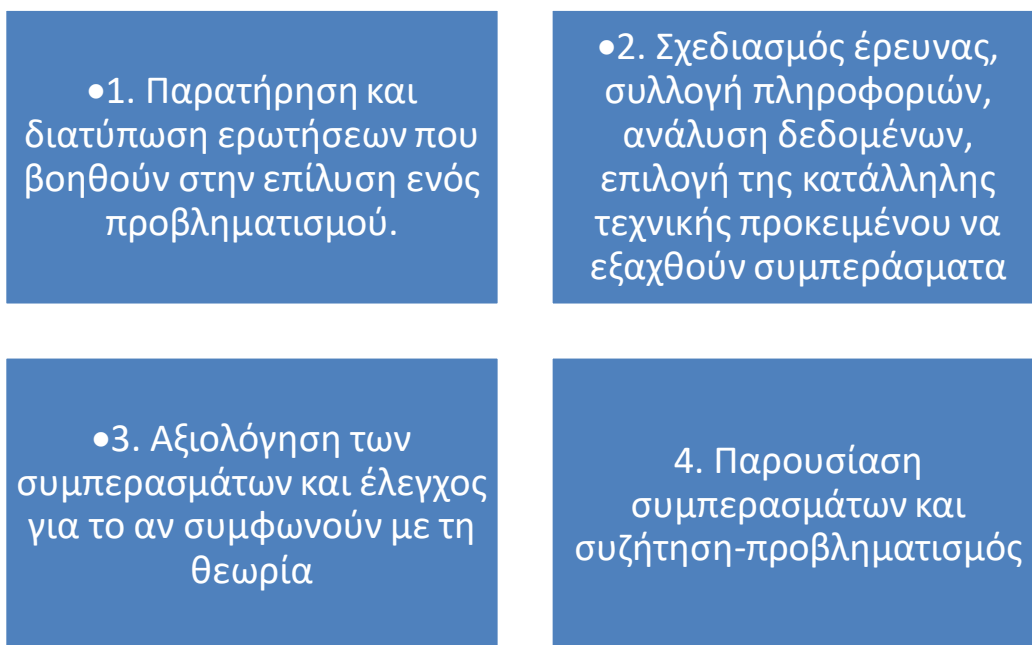 •1. Παρατήρηση και
διατύπωση ερωτήσεων που
βοηθούν στην επίλυση ενός
προβληματισμού.
•2. Σχεδιασμός έρευνας,
συλλογή πληροφοριών,
ανάλυση δεδομένων,
επιλογή της κατάλληλης
τεχνικής προκειμένου να
εξαχθούν συμπεράσματα
•3. Αξιολόγηση των
συμπερασμάτων και έλεγχος
για το αν συμφωνούν με τη
θεωρία
4. Παρουσίαση
συμπερασμάτων και
συζήτηση-προβληματισμός